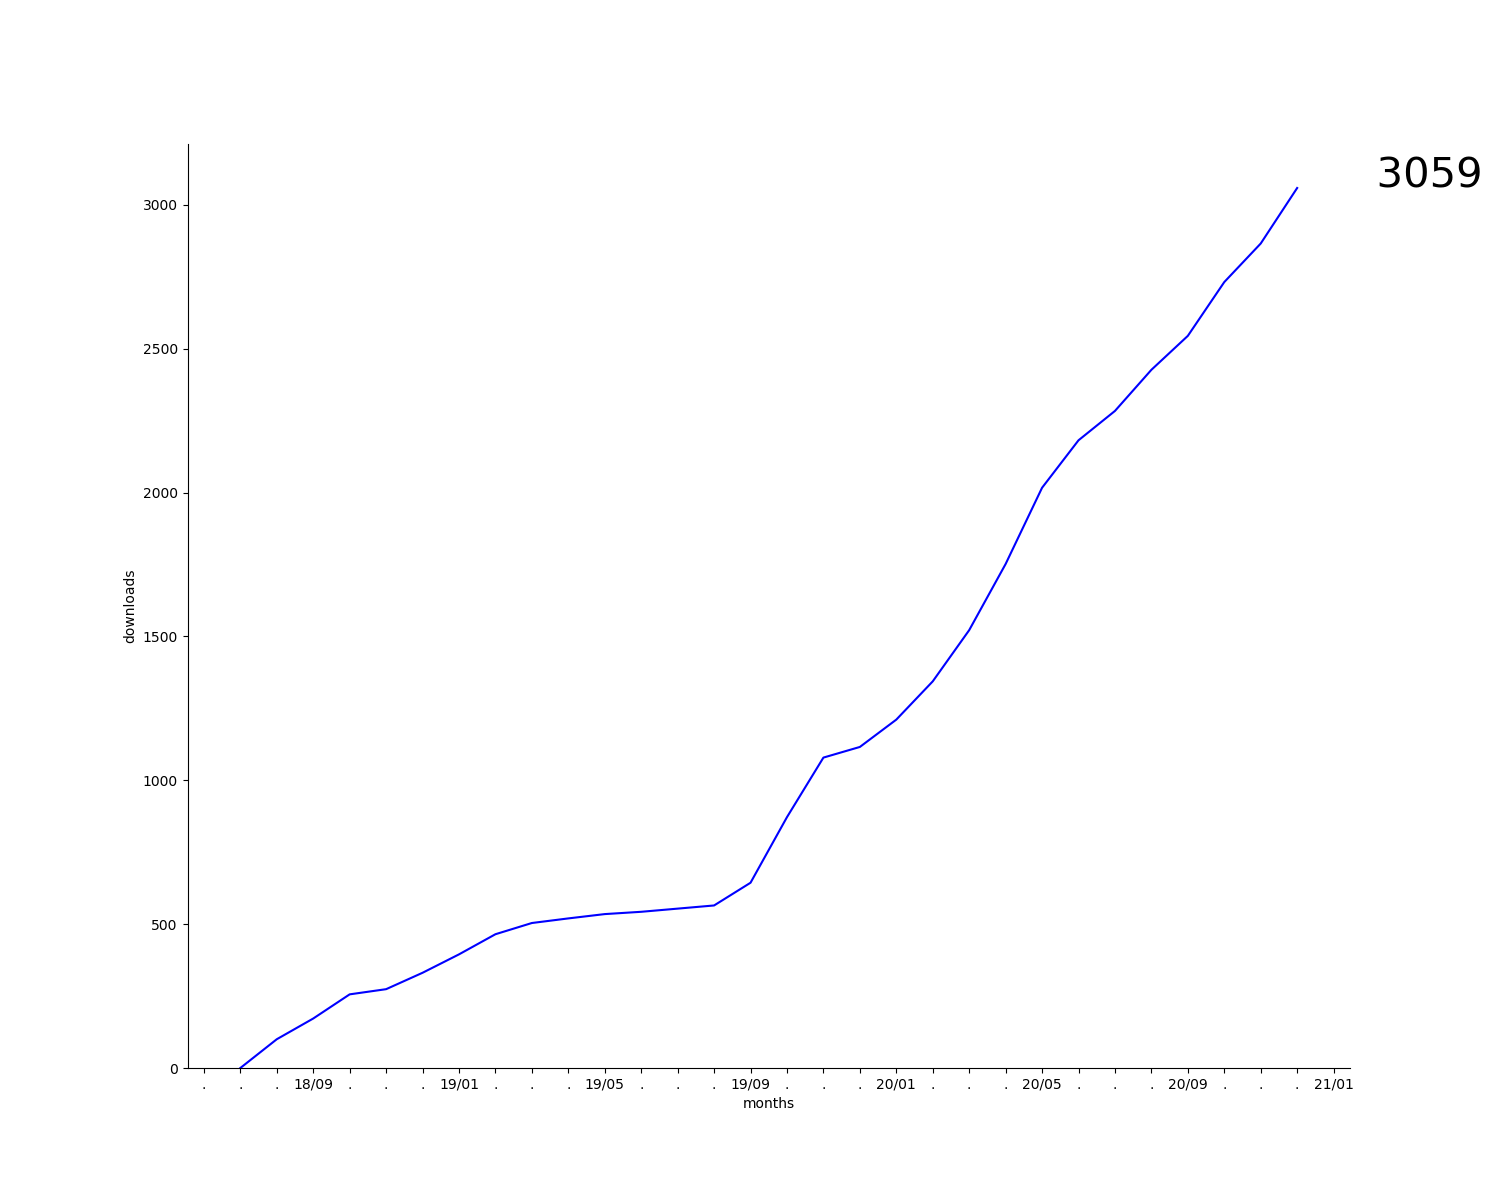 3059
3000
2500
2000
1500
1000
500
0
downloads
. . . 18/09 . . . 19/01 . . . 19/05 . . . 19/09 . . . 20/01 . . . 20/05 . . . 20/09 . . . 21/01
months